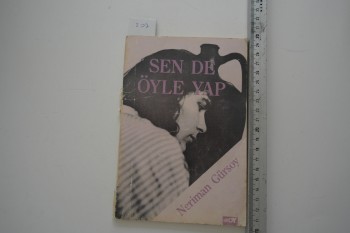 SEN DE
ÖYLE YAP
Neriman Gürsoy